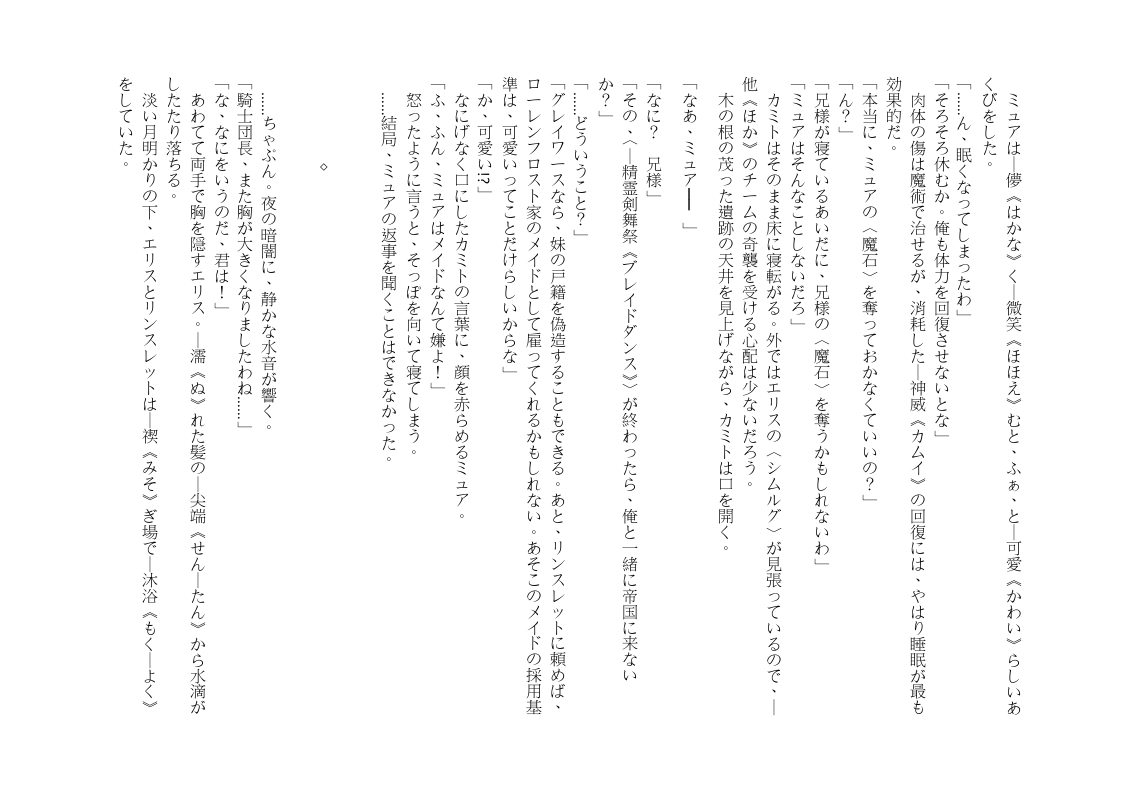 ミュアは―儚《はかな》く―微笑《ほほえ》むと、ふぁ、と―可愛《かわい》らしいあ
くびをした。
「……ん、眠くなってしまったわ」
「そろそろ休むか。俺も体力を回復させないとな」
　肉体の傷は魔術で治せるが、消耗した―神威《カムイ》の回復には、やはり睡眠が最も
効果的だ。
「本当に、ミュアの〈魔石〉を奪っておかなくていいの？」
「ん？」
「兄様が寝ているあいだに、兄様の〈魔石〉を奪うかもしれないわ」
「ミュアはそんなことしないだろ」
　カミトはそのまま床に寝転がる。外ではエリスの〈シムルグ〉が見張っているので、―
他《ほか》のチームの奇襲を受ける心配は少ないだろう。
　木の根の茂った遺跡の天井を見上げながら、カミトは口を開く。
「なあ、ミュア━━」
「なに？　兄様」
「その、〈―精霊剣舞祭《ブレイドダンス》〉が終わったら、俺と一緒に帝国に来ない
か？」
「……どういうこと？」
「グレイワースなら、妹の戸籍を偽造することもできる。あと、リンスレットに頼めば、
ローレンフロスト家のメイドとして雇ってくれるかもしれない。あそこのメイドの採用基
準は、可愛いってことだけらしいからな」
「か、可愛い!?」
　なにげなく口にしたカミトの言葉に、顔を赤らめるミュア。
「ふ、ふん、ミュアはメイドなんて嫌よ！」
　怒ったように言うと、そっぽを向いて寝てしまう。
　……結局、ミュアの返事を聞くことはできなかった。
◇
　……ちゃぶん。夜の暗闇に、静かな水音が響く。
「騎士団長、また胸が大きくなりましたわね……」
「な、なにをいうのだ、君は！」
　あわてて両手で胸を隠すエリス。―濡《ぬ》れた髪の―尖端《せん―たん》から水滴が
したたり落ちる。
　淡い月明かりの下、エリスとリンスレットは―禊《みそ》ぎ場で―沐浴《もく―よく》
をしていた。